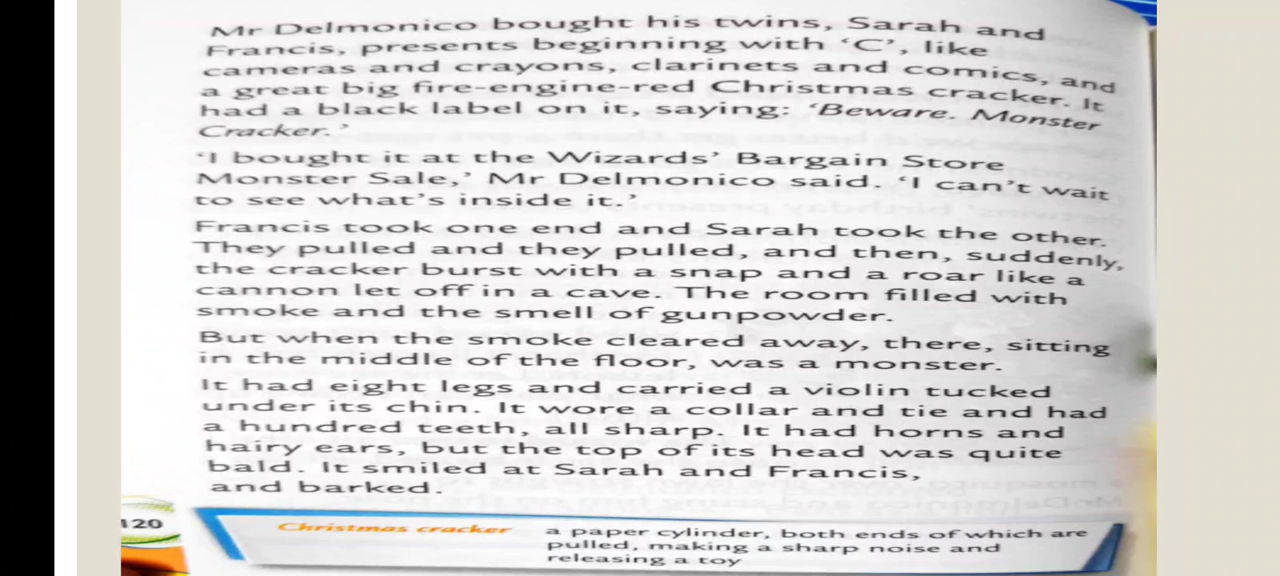 Mr Delmonico bought his twins, Sarah and
Francis, presents beginning with ‘C’, like
cameras and crayons, clarinets and comics, and
a great big fire-engine-red Christmas cracker. It
had a black label on it, saying: ‘Beware. Monster
Cracker.’
‘I bought it at the Wizards’ Bargain Store
Monster Sale,’ Mr Delmonico said. ‘I can’t wait
to see what’s inside it.’
Francis took one end and Sarah took the other.
They pulled and they pulled, and then, suddenly,
the cracker burst with a snap and a roar like a
cannon let off in a cave. The room filled with
smoke and the smell of gunpowder.
But when the smoke cleared away, there, sitting
in the middle of the floor, was a monster.
It had eight legs and carried a violin tucked
under its chin. It wore a collar and tie and had
a hundred teeth, all sharp. It had horns and
hairy ears, but the top of its head was quite
bald. It smiled at Sarah and Francis,
and barked.
120
Christmas cracker a paper cylinder, both ends of which are
pulled, making a sharp noise and
releasing a toy